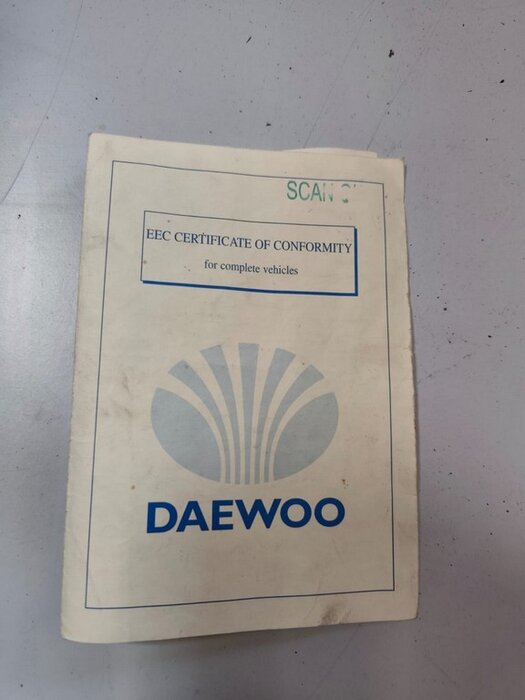 SCAN
EEC CERTIFICATE OF CONFORMITY
for complete vehicles
DAEWOO